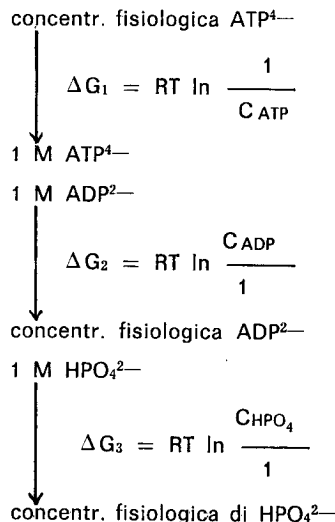 concentr. fisiologica ATP⁴—
ΔG₁ = RT ln 1 / C ATP
1 M ATP⁴—
1 M ADP²—
ΔG₂ = RT ln C ADP / 1
concentr. fisiologica ADP²—
1 M HPO₄²—
ΔG₃ = RT ln C HPO₄ / 1
concentr. fisiologica di HPO₄²—